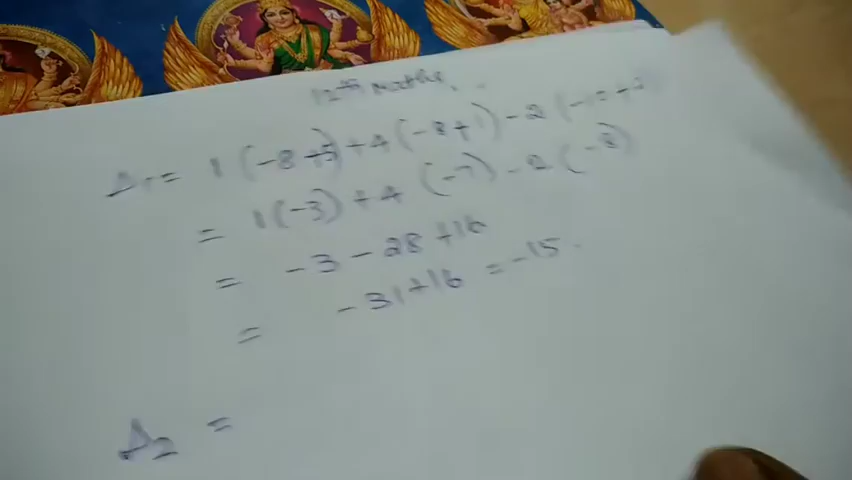 12th Maths
Δ1 = 1(-8+5)+4(-8+1)-2(
= 1(-3)+4(-7)-2(-8)
= -3-28+16
= -31+16 = -15.
Δ2 =